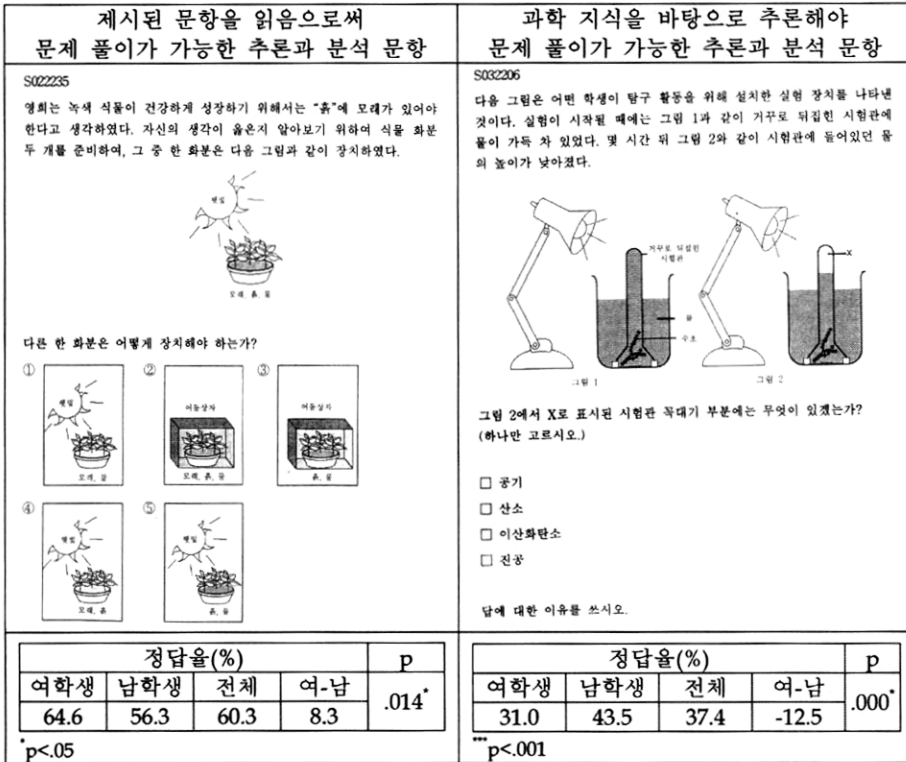 제시된 문항을 읽음으로써
문제 풀이가 가능한 추론과 분석 문항
S022235
영희는 녹색 식물이 건강하게 성장하기 위해서는 "흙"에 모래가 있어야
한다고 생각하였다. 자신의 생각이 옳은지 알아보기 위하여 식물 화분
두 개를 준비하여, 그 중 한 화분은 다음 그림과 같이 장치하였다.
햇빛
모래, 흙, 물
다른 한 화분은 어떻게 장치해야 하는가?
① ② ③
햇빛
어둠상자
어둠상자
모래, 물
모래, 흙, 물
흙, 물
④ ⑤
햇빛
햇빛
모래, 흙
흙, 물
정답율(%) p
여학생 남학생 전체 여-남
64.6 56.3 60.3 8.3 .014*
*p<.05
과학 지식을 바탕으로 추론해야
문제 풀이가 가능한 추론과 분석 문항
S032206
다음 그림은 어떤 학생이 탐구 활동을 위해 설치한 실험 장치를 나타낸
것이다. 실험이 시작될 때에는 그림 1과 같이 거꾸로 뒤집힌 시험관에
물이 가득 차 있었다. 몇 시간 뒤 그림 2와 같이 시험관에 들어있던 물
의 높이가 낮아졌다.
거꾸로 뒤집힌
시험관
물
수초
X
그림 1
그림 2
그림 2에서 X로 표시된 시험관 꼭대기 부분에는 무엇이 있겠는가?
(하나만 고르시오.)
□ 공기
□ 산소
□ 이산화탄소
□ 진공
답에 대한 이유를 쓰시오.
정답율(%) p
여학생 남학생 전체 여-남
31.0 43.5 37.4 -12.5 .000*
***p<.001